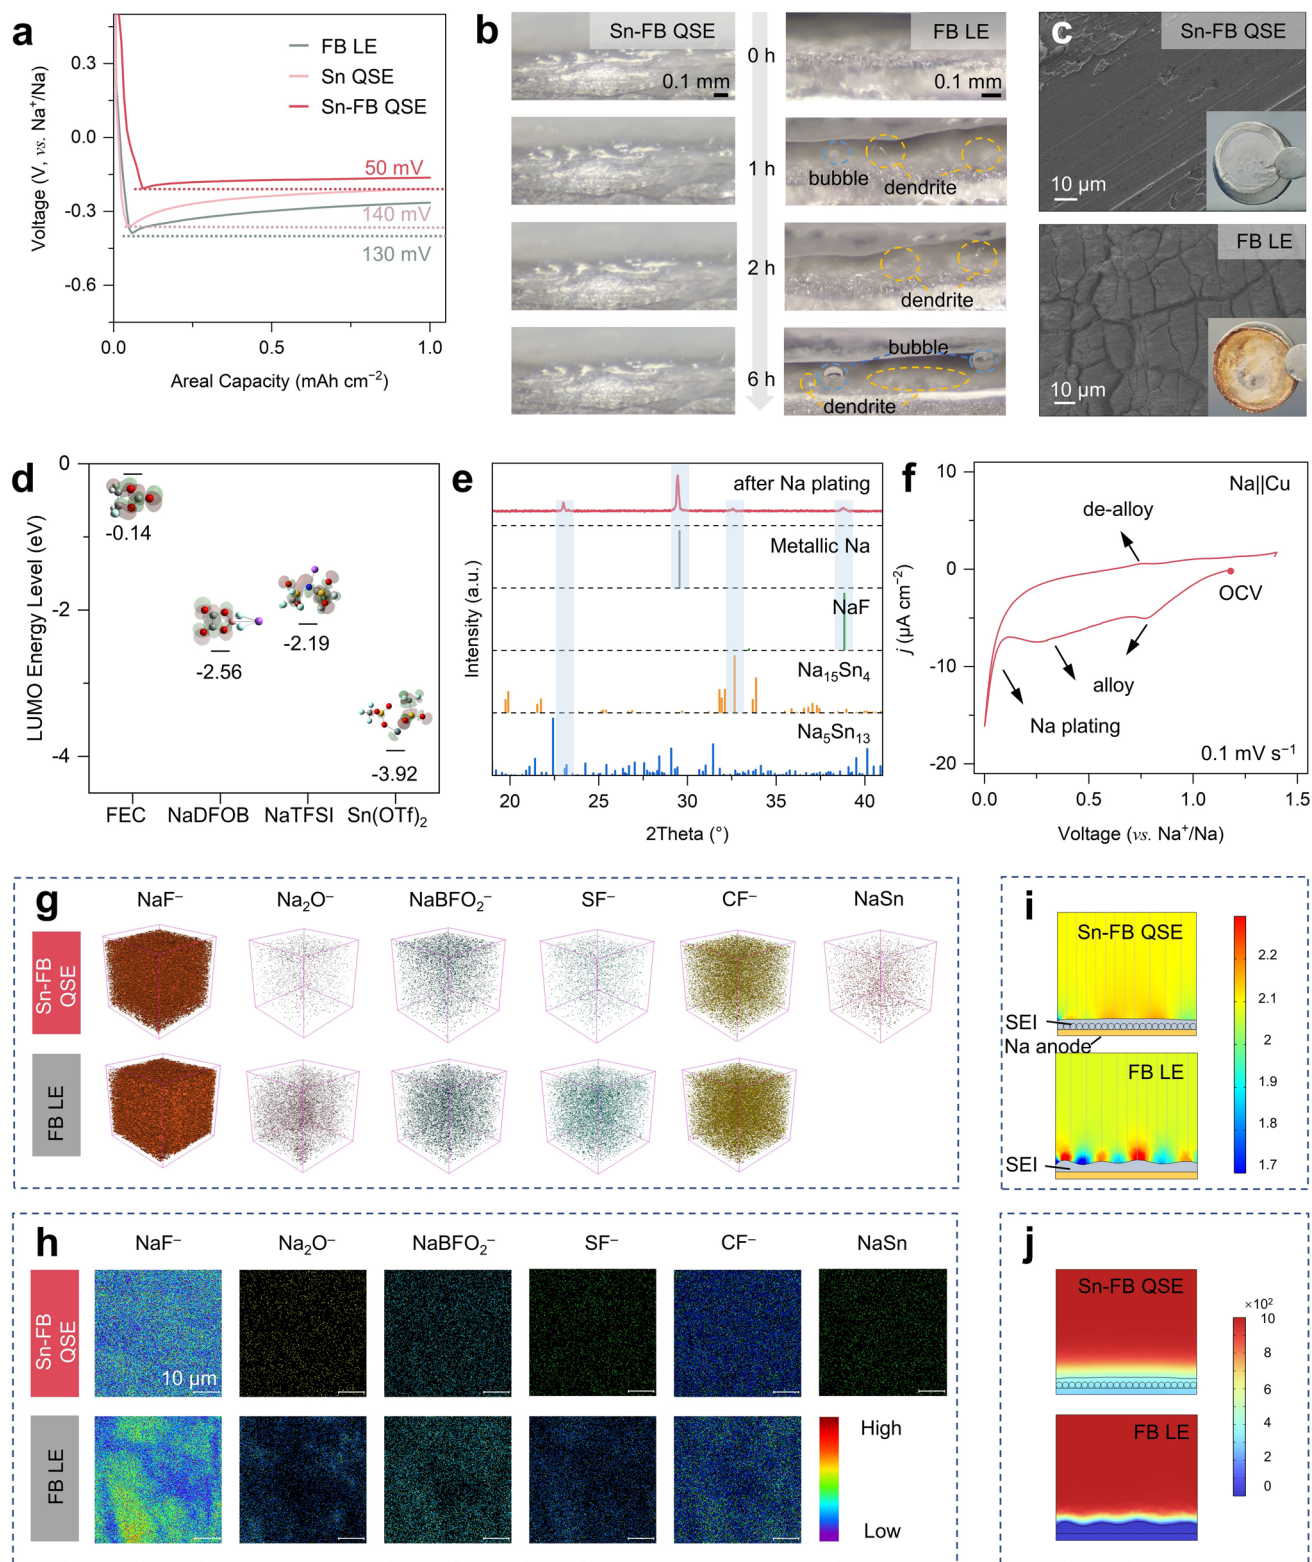 a
FB LE
Sn QSE
Sn-FB QSE
0.3
0.0
-0.3
-0.6
Voltage (V, vs. Na⁺/Na)
50 mV
140 mV
130 mV
0.0
0.5
1.0
Areal Capacity (mAh cm⁻²)
b
Sn-FB QSE
FB LE
0.1 mm
0.1 mm
0 h
1 h
2 h
6 h
bubble
dendrite
dendrite
bubble
dendrite
c
Sn-FB QSE
10 µm
FB LE
10 µm
d
LUMO Energy Level (eV)
0
-2
-4
-0.14
-2.56
-2.19
-3.92
FEC
NaDFOB
NaTFSI
Sn(OTf)₂
e
Intensity (a.u.)
after Na plating
Metallic Na
NaF
Na₁₅Sn₄
Na₅Sn₁₃
20
25
30
35
40
2Theta (°)
f
Na||Cu
j (µA cm⁻²)
10
0
-10
-20
de-alloy
OCV
alloy
Na plating
0.1 mV s⁻¹
0.0
0.5
1.0
1.5
Voltage (vs. Na⁺/Na)
g
NaF⁻
Na₂O⁻
NaBFO₂⁻
SF⁻
CF⁻
NaSn
Sn-FB
QSE
FB LE
h
NaF⁻
Na₂O⁻
NaBFO₂⁻
SF⁻
CF⁻
NaSn
Sn-FB
QSE
10 µm
FB LE
High
Low
i
Sn-FB QSE
SEI
Na anode
FB LE
SEI
2.2
2.1
2
1.9
1.8
1.7
j
Sn-FB QSE
FB LE
×10²
10
8
6
4
2
0